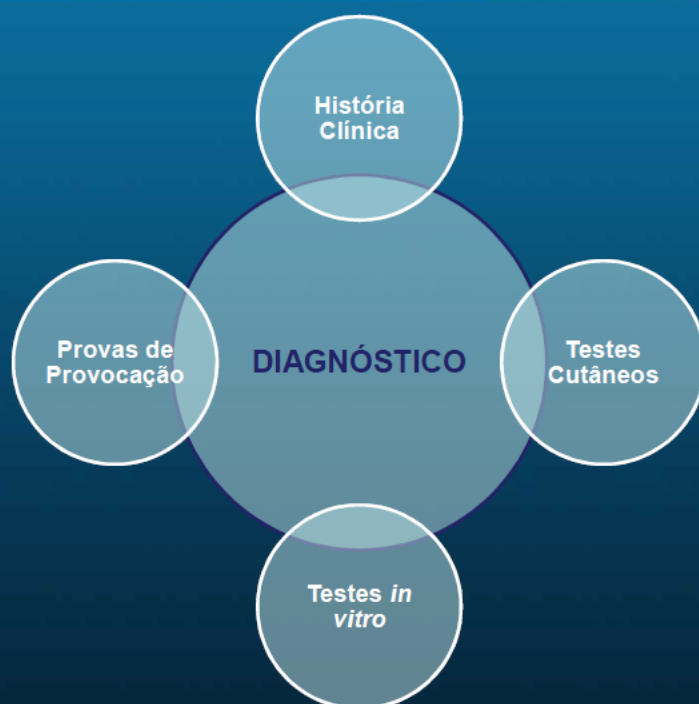 História
Clínica
Provas de
Provocação
DIAGNÓSTICO
Testes
Cutâneos
Testes in
vitro